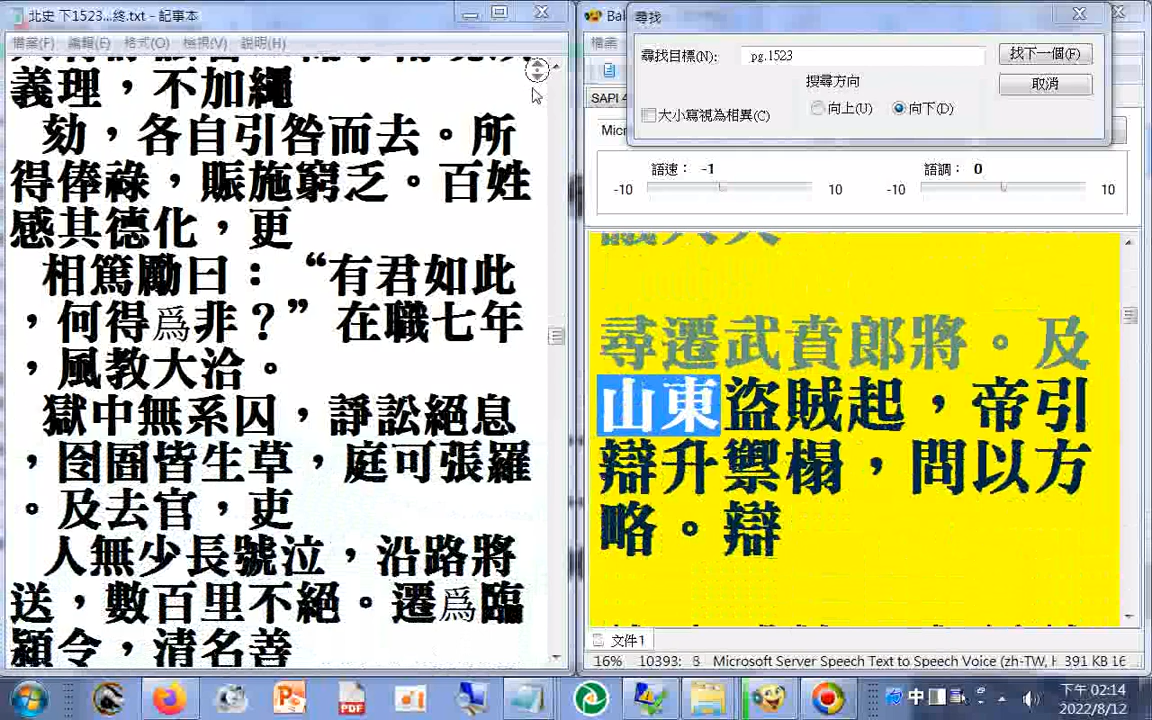 北史 下1523...終.txt - 記事本
檔案(F) 編輯(E) 格式(O) 檢視(V) 說明(H)
義理，不加繩
劾，各自引咎而去。所
得俸祿，賑施窮乏。百姓
感其德化，更
相篤勵曰：“有君如此
，何得爲非？”在職七年
，風教大洽。
獄中無系囚，諍訟絕息
，囹圄皆生草，庭可張羅
。及去官，吏
人無少長號泣，沿路將
送，數百里不絕。遷爲臨
潁令，清名善
Bal
檔案
尋找
尋找目標(N):
pg.1523
找下一個(F)
搜尋方向
取消
大小寫視為相異(C)
向上(U)
向下(D)
SAPI 4
Micr
語速： -1
語調： 0
-10
10
-10
10
尋遷武賁郎將。及
山東盜賊起，帝引
辯升禦榻，問以方
略。辯
文件1
16%
10393: 8
Microsoft Server Speech Text to Speech Voice (zh-TW, H
391 KB
16
中
下午 02:14
2022/8/12